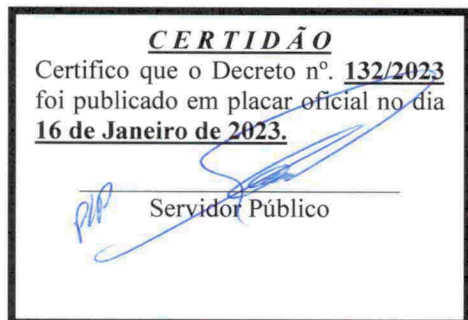 CERTIDÃO
Certifico que o Decreto nº. 132/2023
foi publicado em placar oficial no dia
16 de Janeiro de 2023.
Servidor Público